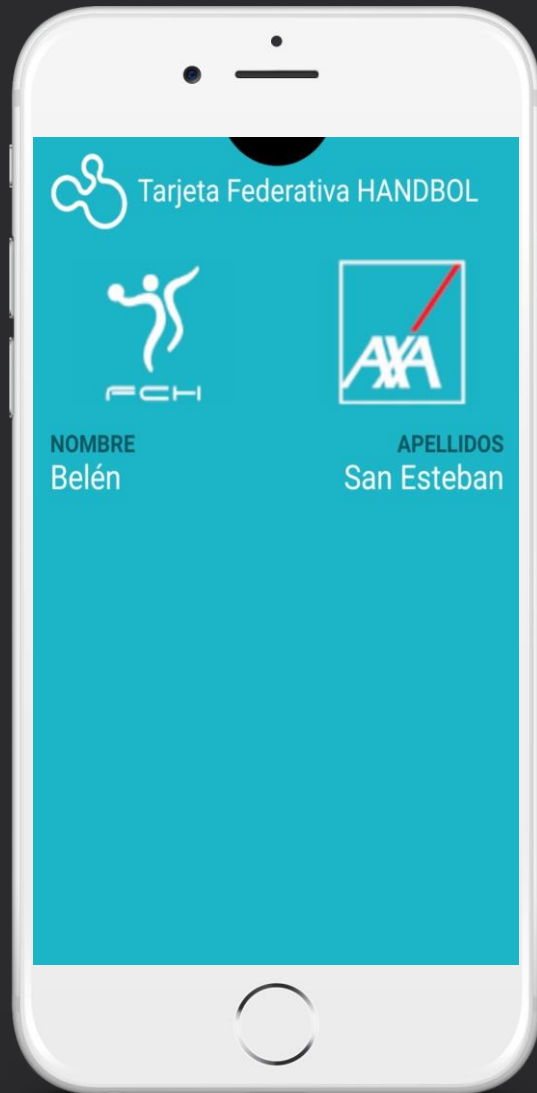 Tarjeta Federativa HANDBOL
FCH
AXA
NOMBRE
APELLIDOS
Belén
San Esteban